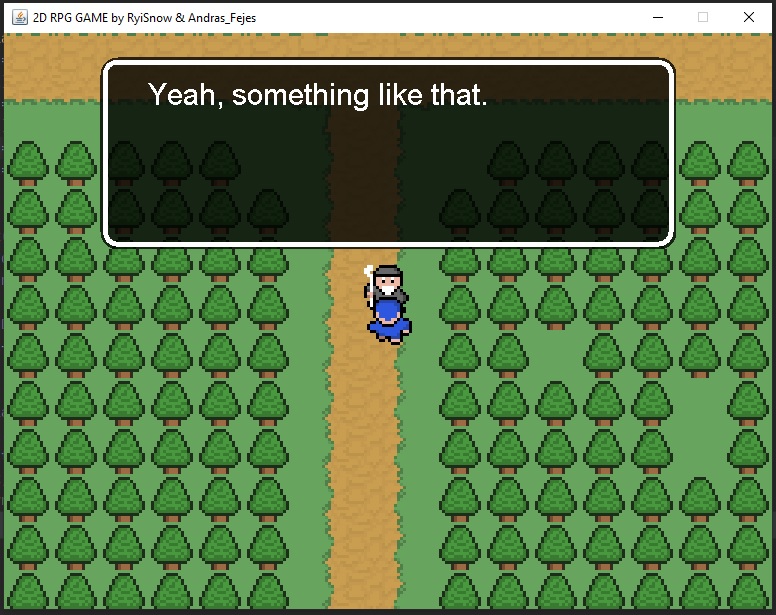 2D RPG GAME by RyiSnow & Andras_Fejes
Yeah, something like that.